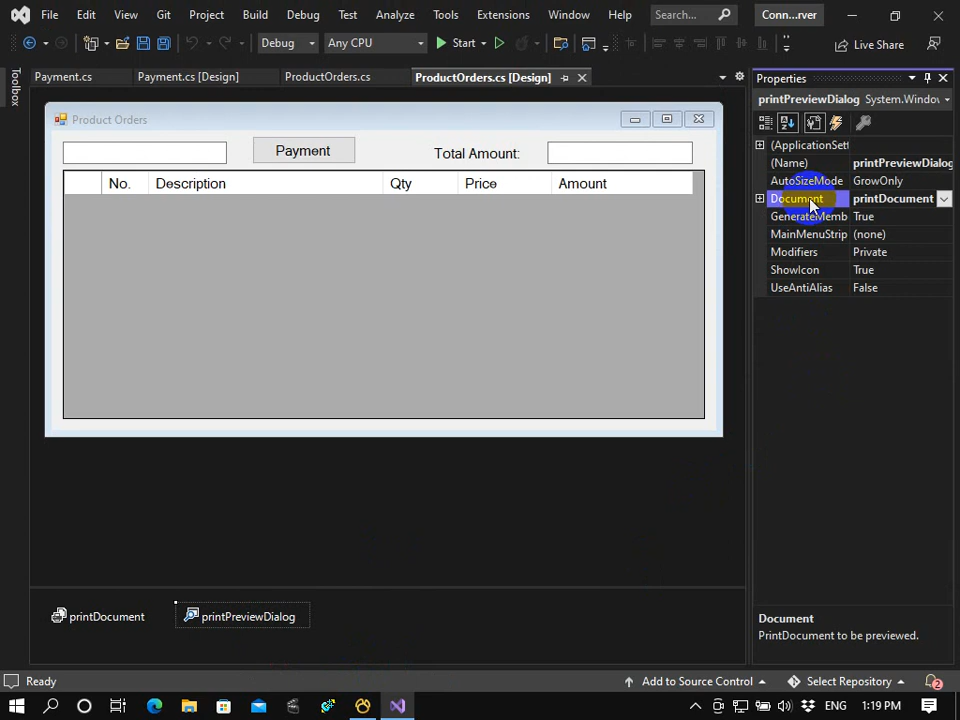 File Edit View Git Project Build Debug Test Analyze Tools Extensions Window Help Search... Conn...rver
Debug Any CPU Start Live Share
Toolbox
Payment.cs Payment.cs [Design] ProductOrders.cs ProductOrders.cs [Design]
Properties
printPreviewDialog System.Window
Product Orders
Payment Total Amount:
No. Description Qty Price Amount
(ApplicationSett
(Name) printPreviewDialog
AutoSizeMode GrowOnly
Document printDocument
GenerateMemb True
MainMenuStrip (none)
Modifiers Private
ShowIcon True
UseAntiAlias False
printDocument printPreviewDialog
Document
PrintDocument to be previewed.
Ready Add to Source Control Select Repository 2
ENG 1:19 PM